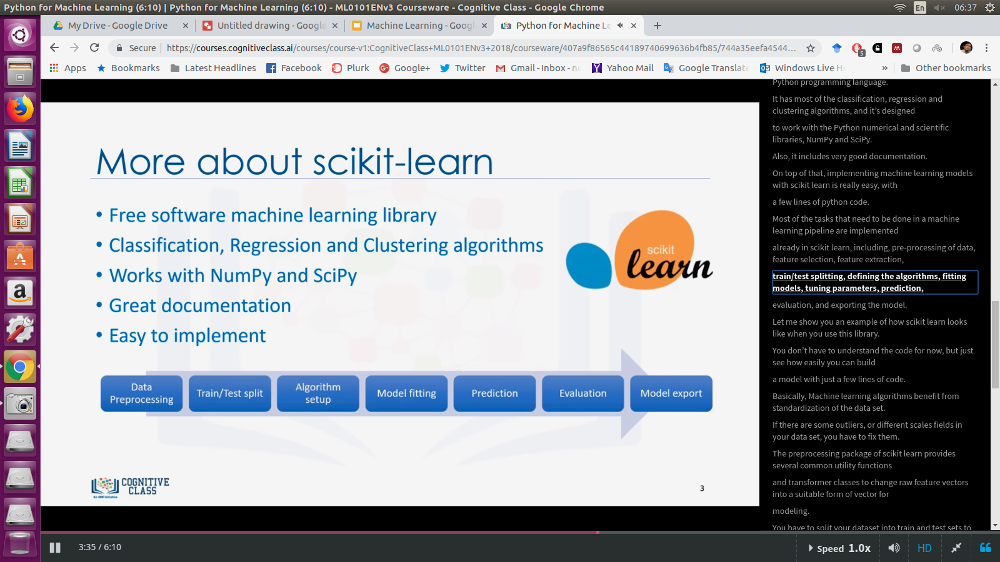 Python for Machine Learning (6:10) | Python for Machine Learning (6:10) - ML0101ENv3 Courseware - Cognitive Class - Google Chrome
En
06:37
My Drive - Google Drive
Untitled drawing - Google
Machine Learning - Googl
Python for Machine Le
Secure
https://courses.cognitiveclass.ai/courses/course-v1:CognitiveClass+ML0101ENv3+2018/courseware/407a9f86565c44189740699636b4fb85/744a35eefa4544...
5
Apps
Bookmarks
Latest Headlines
Facebook
Plurk
Google+
Twitter
Gmail - Inbox - no
Yahoo Mail
Google Translate
Windows Live H
»
Other bookmarks
More about scikit-learn
• Free software machine learning library
• Classification, Regression and Clustering algorithms
• Works with NumPy and SciPy
• Great documentation
• Easy to implement
scikit
learn
Data
Preprocessing
Train/Test split
Algorithm
setup
Model fitting
Prediction
Evaluation
Model export
COGNITIVE
CLASS
An IBM Initiative
3
Python programming language.
It has most of the classification, regression and
clustering algorithms, and it's designed
to work with the Python numerical and scientific
libraries, NumPy and SciPy.
Also, it includes very good documentation.
On top of that, implementing machine learning models
with scikit learn is really easy, with
a few lines of python code.
Most of the tasks that need to be done in a machine
learning pipeline are implemented
already in scikit learn, including, pre-processing of data,
feature selection, feature extraction,
train/test splitting, defining the algorithms, fitting
models, tuning parameters, prediction,
evaluation, and exporting the model.
Let me show you an example of how scikit learn looks
like when you use this library.
You don't have to understand the code for now, but just
see how easily you can build
a model with just a few lines of code.
Basically, Machine learning algorithms benefit from
standardization of the data set.
If there are some outliers, or different scales fields in
your data set, you have to fix them.
The preprocessing package of scikit learn provides
several common utility functions
and transformer classes to change raw feature vectors
into a suitable form of vector for
modeling.
You have to split your dataset into train and test sets to
3:35 / 6:10
Speed 1.0x
HD